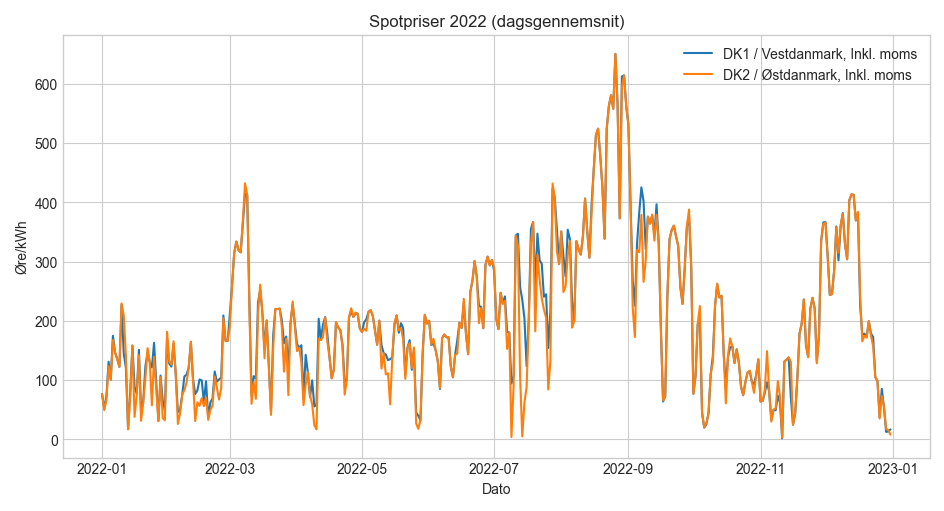 Spotpriser 2022 (dagsgennemsnit)
DK1 / Vestdanmark, Inkl. moms
DK2 / Østdanmark, Inkl. moms
Øre/kWh
600
500
400
300
200
100
0
2022-01 2022-03 2022-05 2022-07 2022-09 2022-11 2023-01
Dato